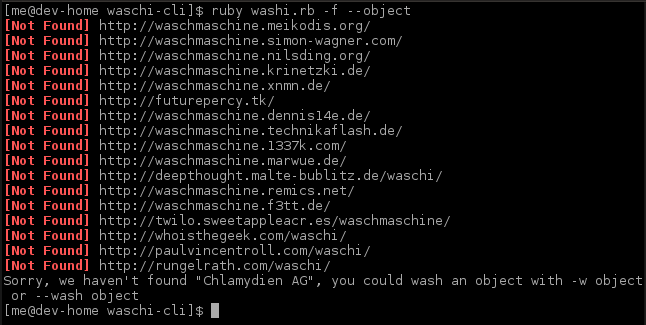 [me@dev-home waschi-cli]$ ruby washi.rb -f --object
[Not Found] http://waschmaschine.meikodis.org/
[Not Found] http://waschmaschine.simon-wagner.com/
[Not Found] http://waschmaschine.nilsding.org/
[Not Found] http://waschmaschine.krinetzki.de/
[Not Found] http://waschmaschine.xnmn.de/
[Not Found] http://futurepercy.tk/
[Not Found] http://waschmaschine.dennis14e.de/
[Not Found] http://waschmaschine.technikaflash.de/
[Not Found] http://waschmaschine.1337k.com/
[Not Found] http://waschmaschine.marwue.de/
[Not Found] http://deepthought.malte-bublitz.de/waschi/
[Not Found] http://waschmaschine.remics.net/
[Not Found] http://waschmaschine.f3tt.de/
[Not Found] http://twilo.sweetappleacr.es/waschmaschine/
[Not Found] http://whoisthegeek.com/waschi/
[Not Found] http://paulvincentroll.com/waschi/
[Not Found] http://rungelrath.com/waschi/
Sorry, we haven't found "Chlamydien AG", you could wash an object with -w object
or --wash object
[me@dev-home waschi-cli]$